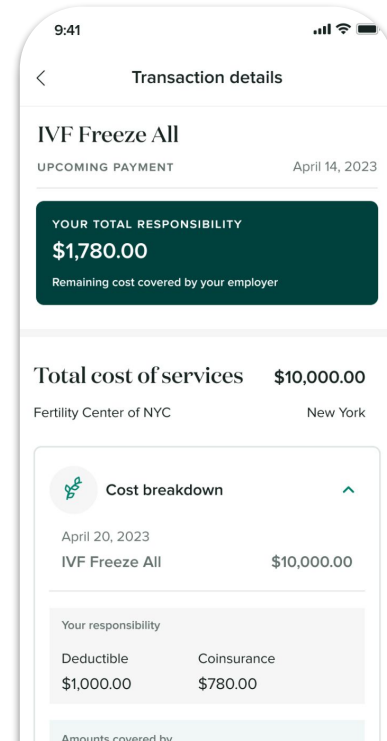 9:41
Transaction details
IVF Freeze All
UPCOMING PAYMENT April 14, 2023
YOUR TOTAL RESPONSIBILITY
$1,780.00
Remaining cost covered by your employer
Total cost of services $10,000.00
Fertility Center of NYC New York
Cost breakdown
April 20, 2023
IVF Freeze All $10,000.00
Your responsibility
Deductible Coinsurance
$1,000.00 $780.00
Amounts covered by